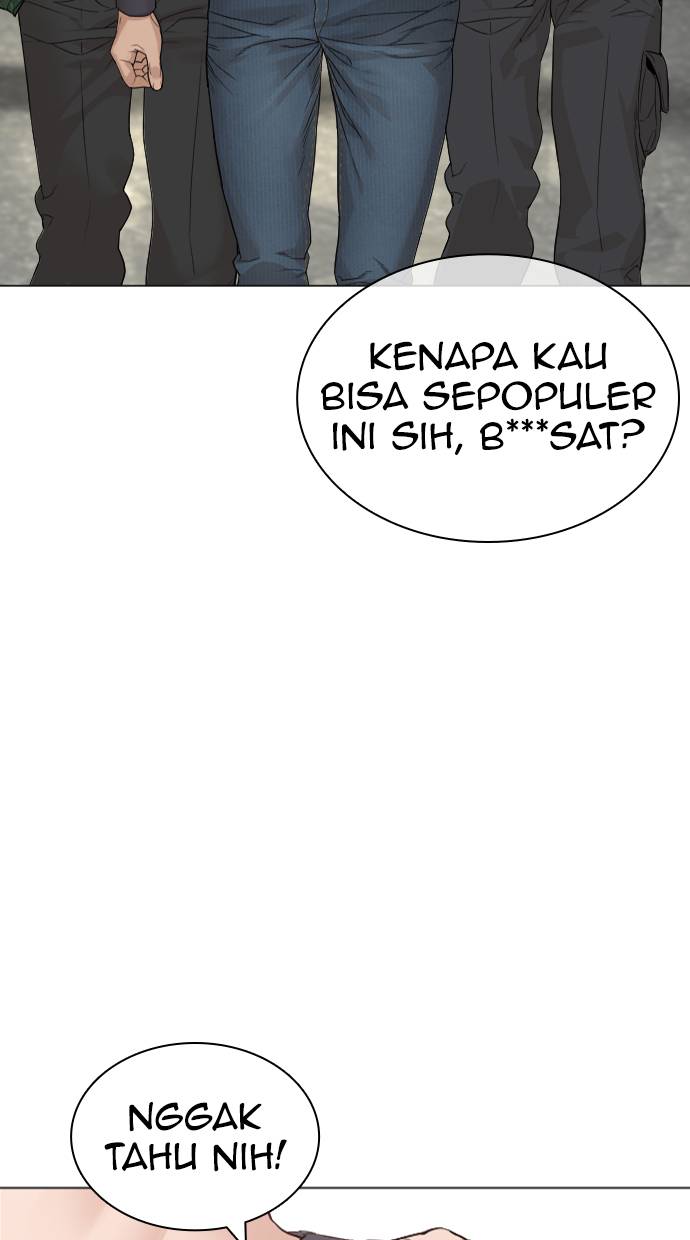 KENAPA KAU
BISA SEPOPULER
INI SIH, B***SAT?
NGGAK
TAHU NIH!